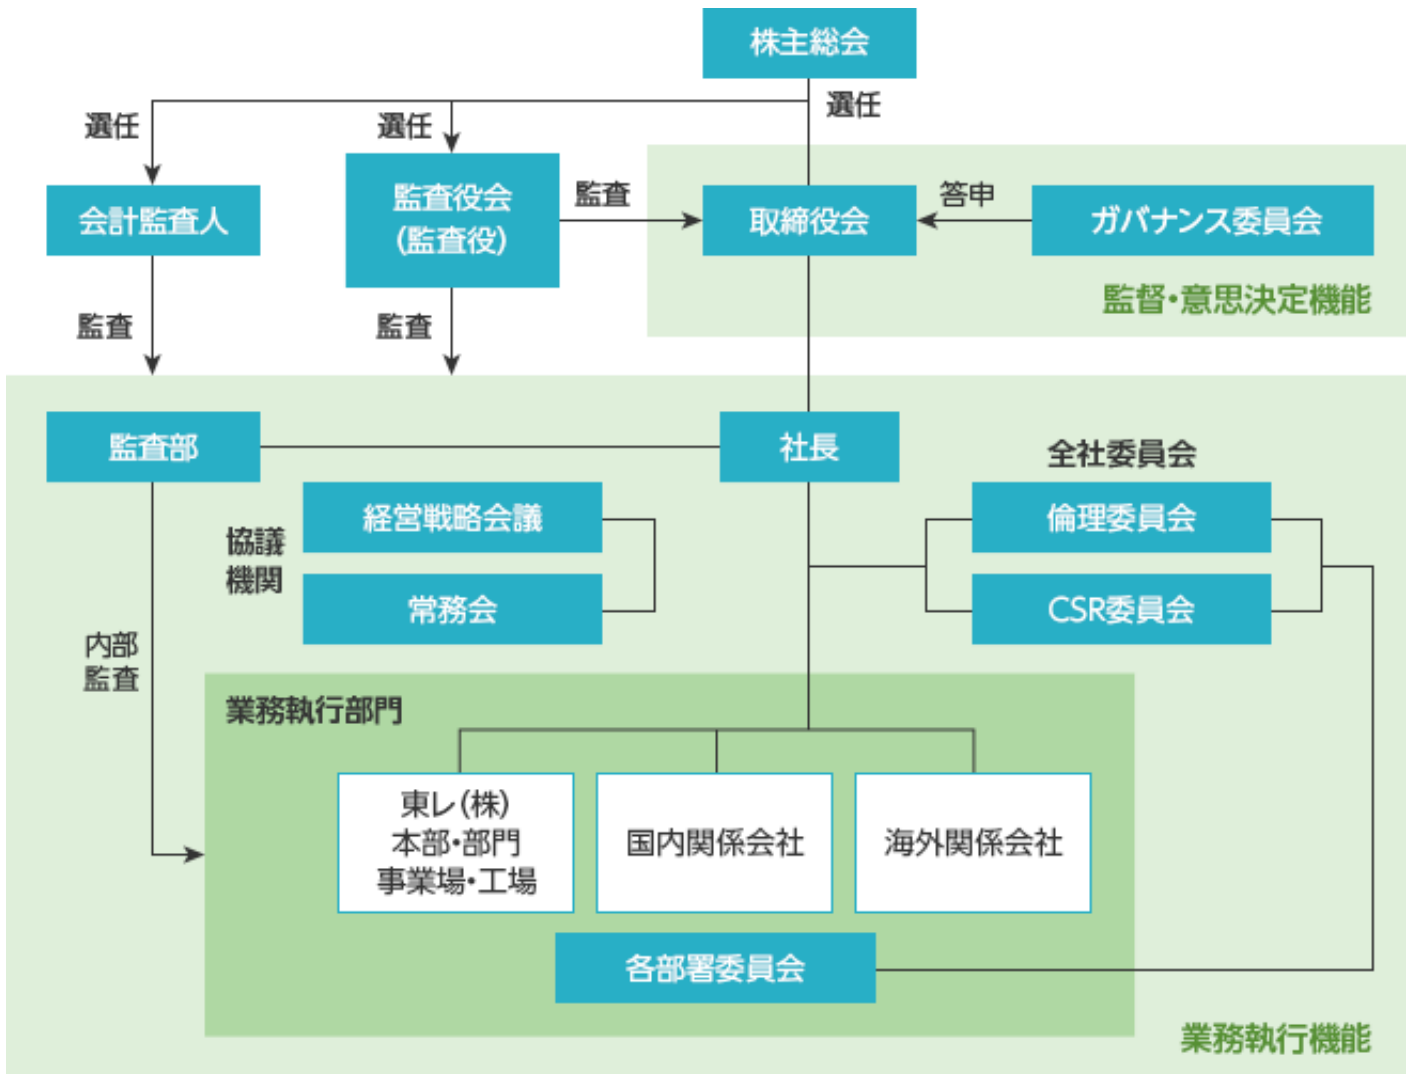 株主総会
選任
選任
選任
会計監査人
監査役会
(監査役)
監査
取締役会
答申
ガバナンス委員会
監督・意思決定機能
監査
監査
監査部
社長
全社委員会
協議
機関
経営戦略会議
常務会
倫理委員会
CSR委員会
内部
監査
業務執行部門
東レ(株)
本部・部門
事業場・工場
国内関係会社
海外関係会社
各部署委員会
業務執行機能